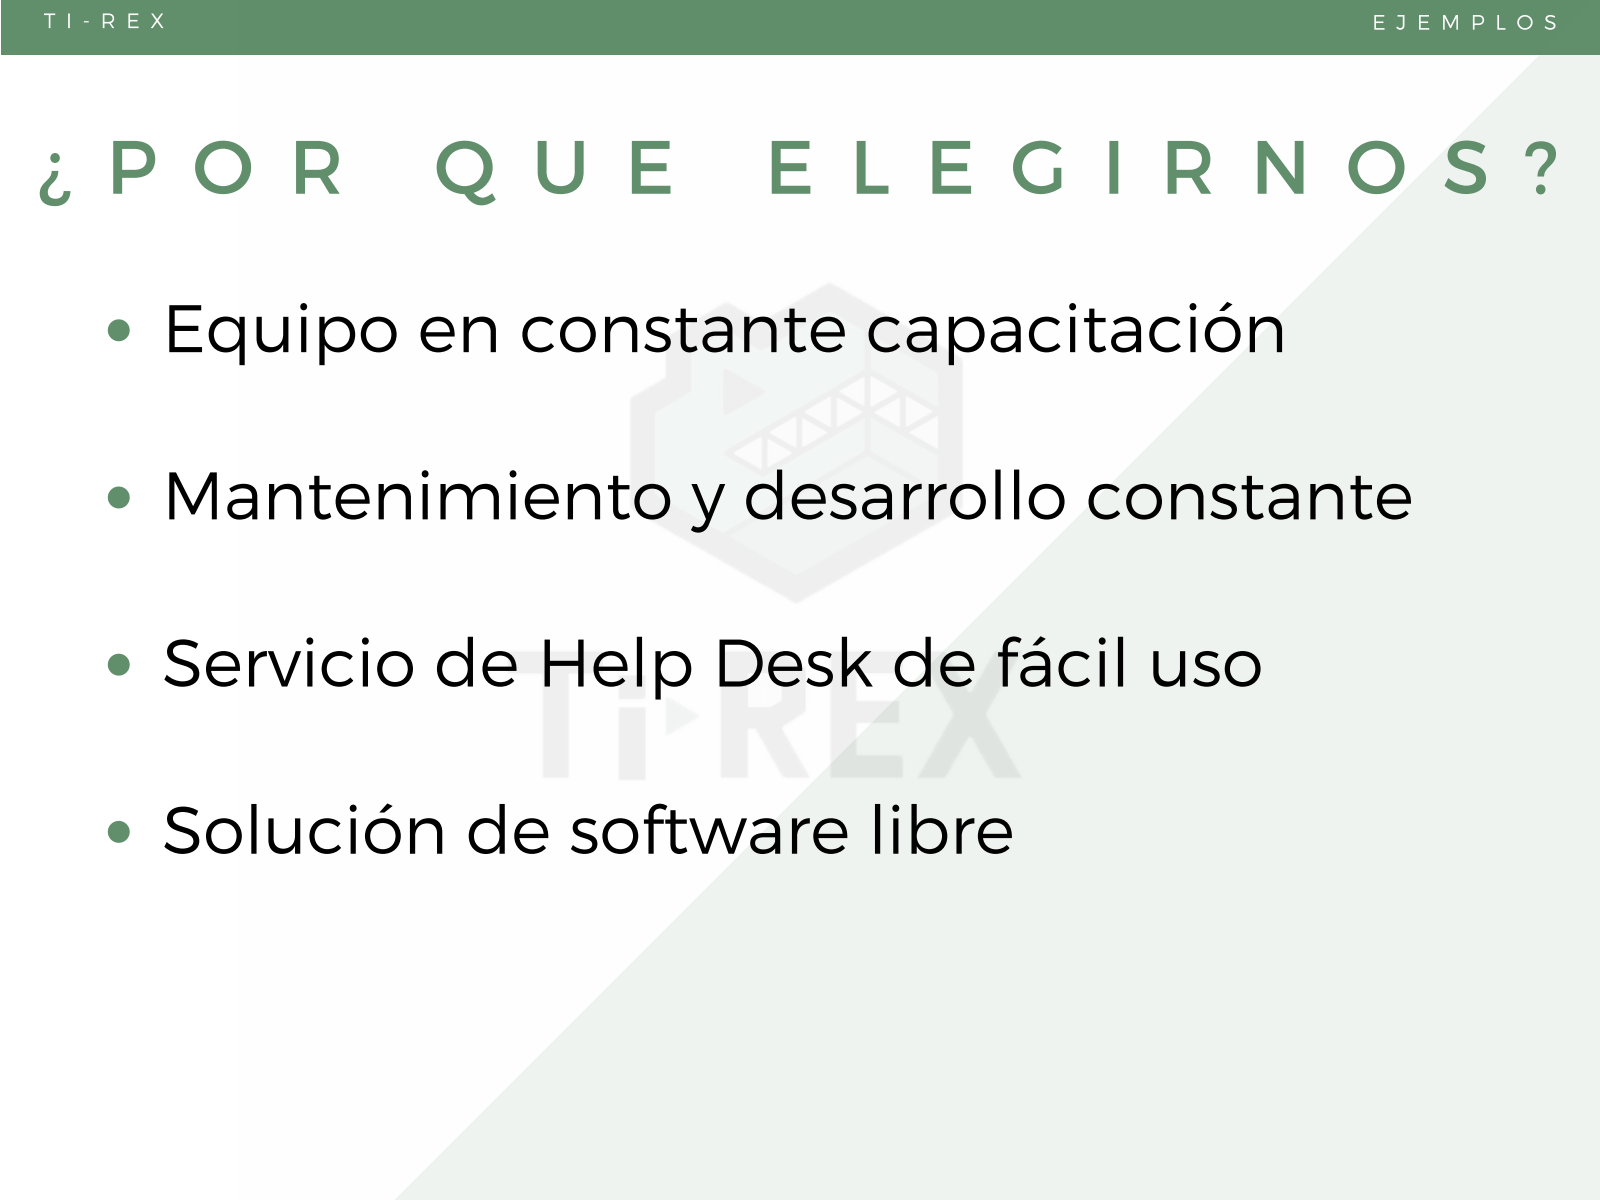 TI-REX
EJEMPLOS
¿POR QUE ELEGIRNOS?
• Equipo en constante capacitación
• Mantenimiento y desarrollo constante
• Servicio de Help Desk de fácil uso
• Solución de software libre
Ti REX